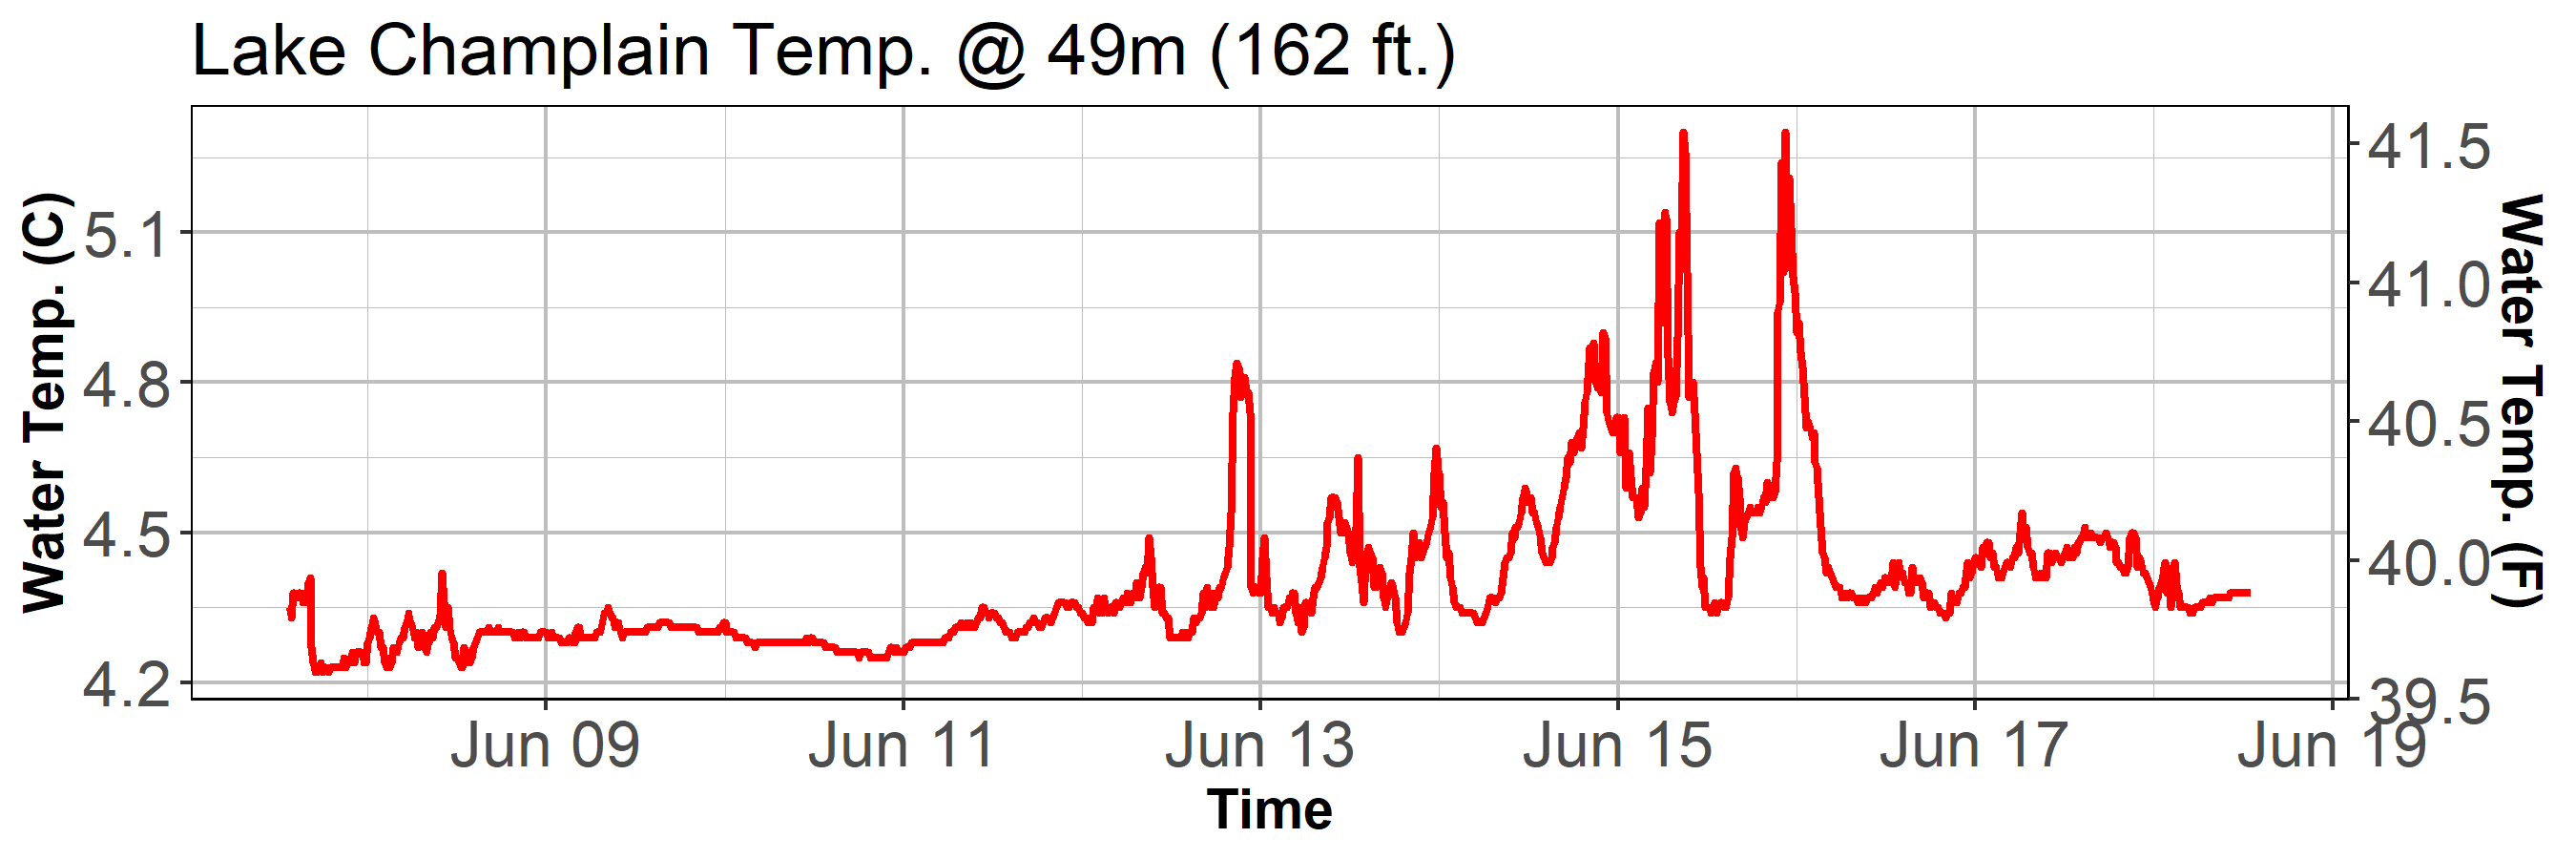 Lake Champlain Temp. @ 49m (162 ft.)
Water Temp. (C)
5.1
4.8
4.5
4.2
41.5
41.0
40.5
40.0
39.5
Water Temp. (F)
Jun 09 Jun 11 Jun 13 Jun 15 Jun 17 Jun 19
Time